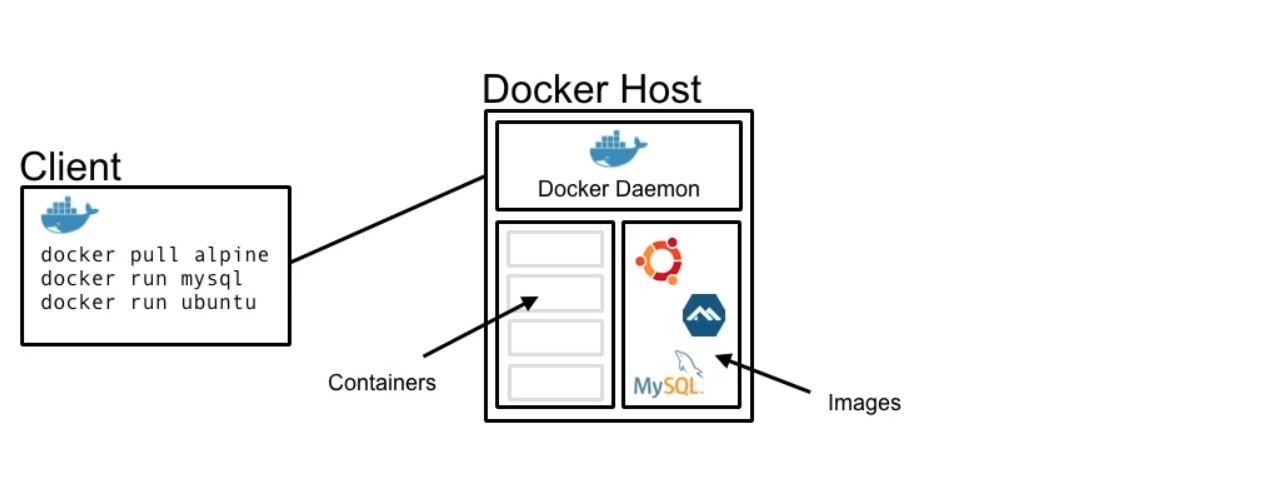 Docker Host
Client
Docker Daemon
docker pull alpine
docker run mysql
docker run ubuntu
Containers
MySQL
Images